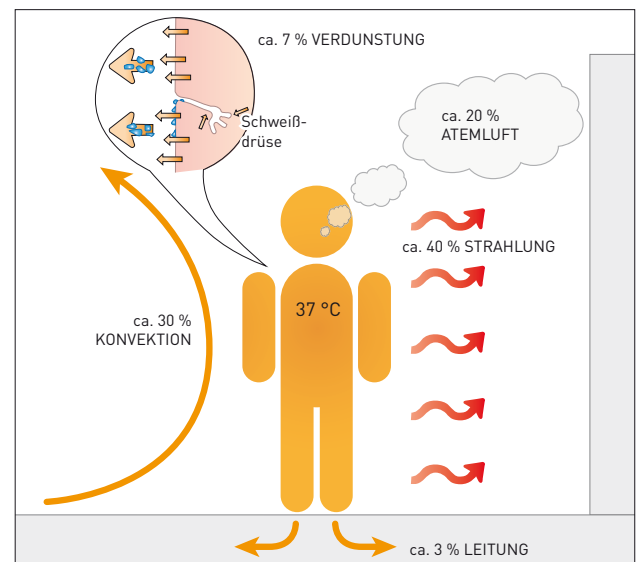 ca. 7 % VERDUNSTUNG
Schweiß-
drüse
ca. 20 %
ATEMLUFT
ca. 40 % STRAHLUNG
37 °C
ca. 30 %
KONVEKTION
ca. 3 % LEITUNG